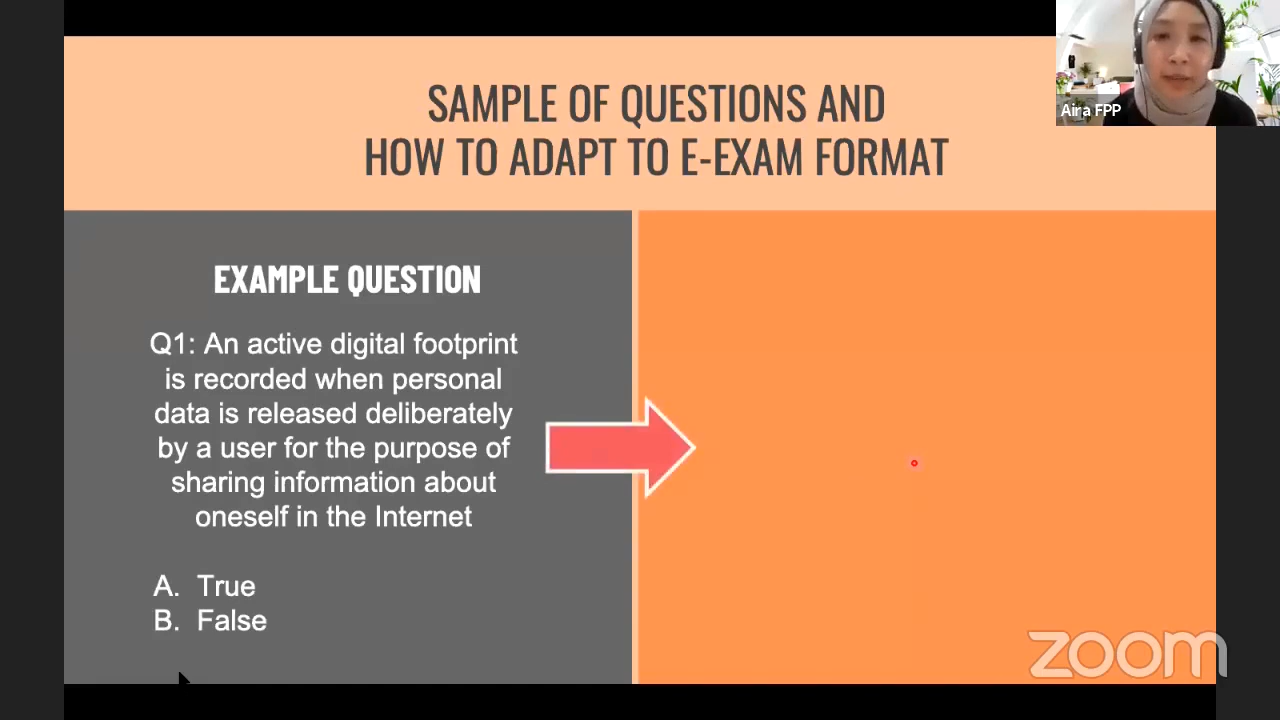 SAMPLE OF QUESTIONS AND
HOW TO ADAPT TO E-EXAM FORMAT
Aira FPP
EXAMPLE QUESTION
Q1: An active digital footprint
is recorded when personal
data is released deliberately
by a user for the purpose of
sharing information about
oneself in the Internet
A. True
B. False
zoom